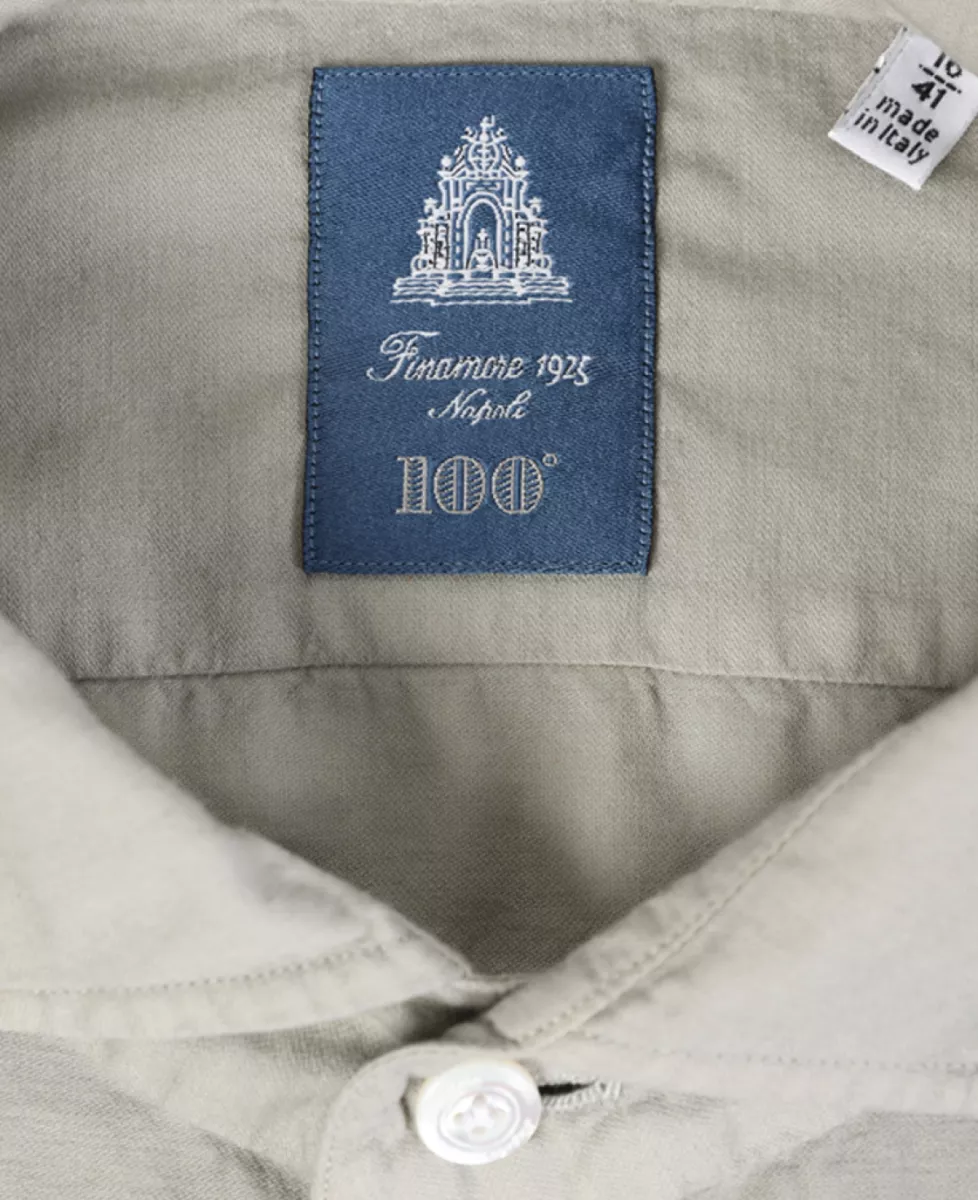 Finamore 1925
Napoli
100°
16
41
made
in Italy